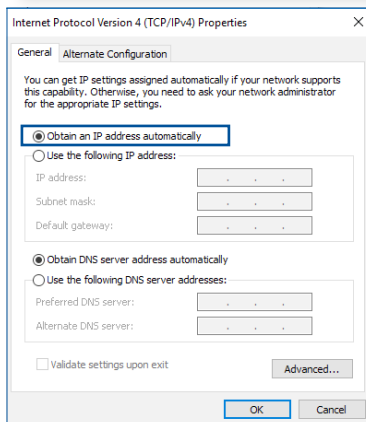 Internet Protocol Version 4 (TCP/IPv4) Properties
General Alternate Configuration
You can get IP settings assigned automatically if your network supports
this capability. Otherwise, you need to ask your network administrator
for the appropriate IP settings.
Obtain an IP address automatically
Use the following IP address:
IP address:
Subnet mask:
Default gateway:
Obtain DNS server address automatically
Use the following DNS server addresses:
Preferred DNS server:
Alternate DNS server:
Validate settings upon exit
Advanced...
OK Cancel